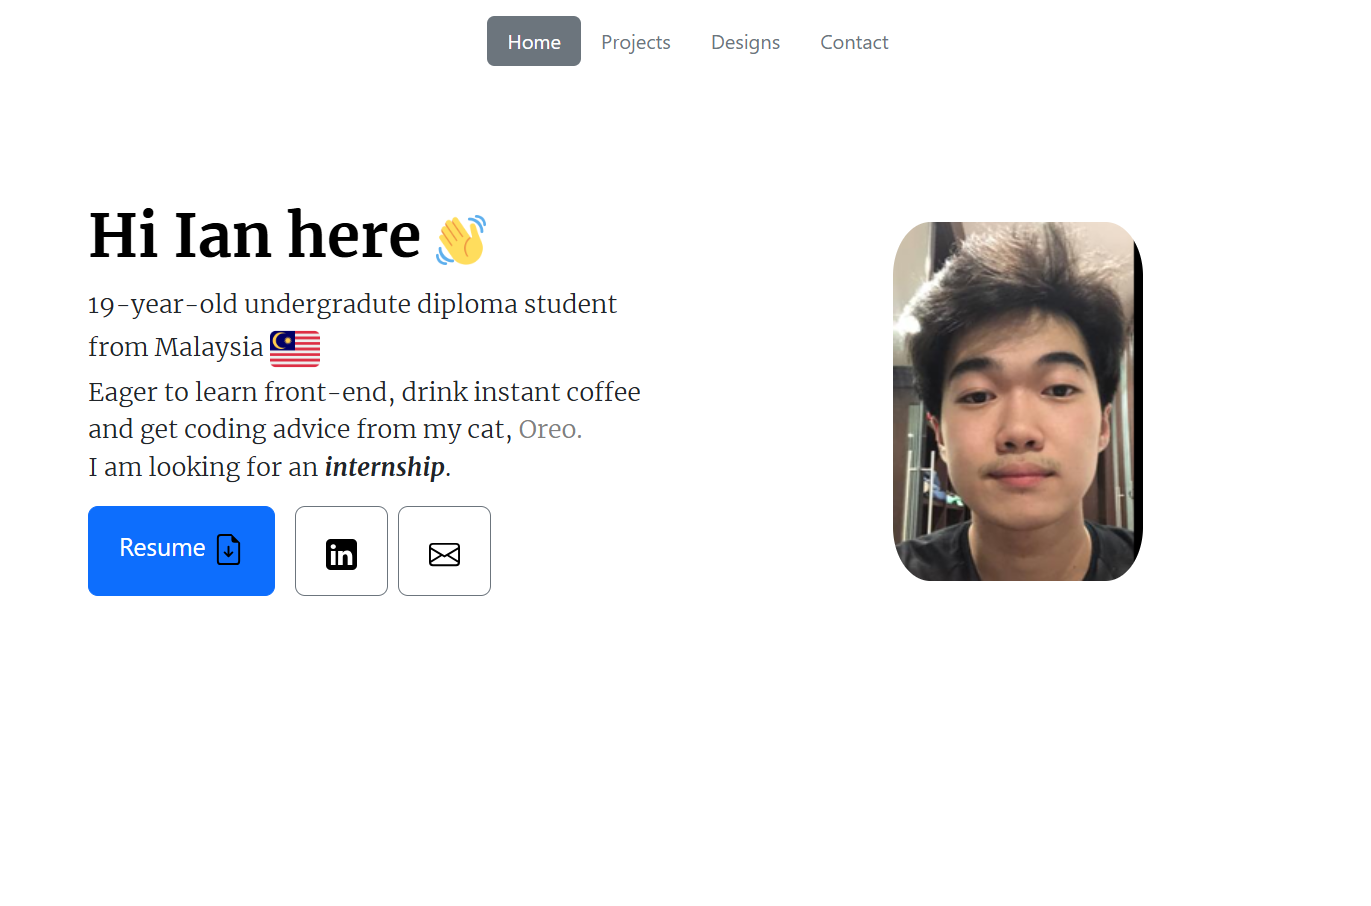 Home Projects Designs Contact
Hi Ian here 👋
19-year-old undergradute diploma student
from Malaysia 🇲🇾
Eager to learn front-end, drink instant coffee
and get coding advice from my cat, Oreo.
I am looking for an internship.
Resume
in